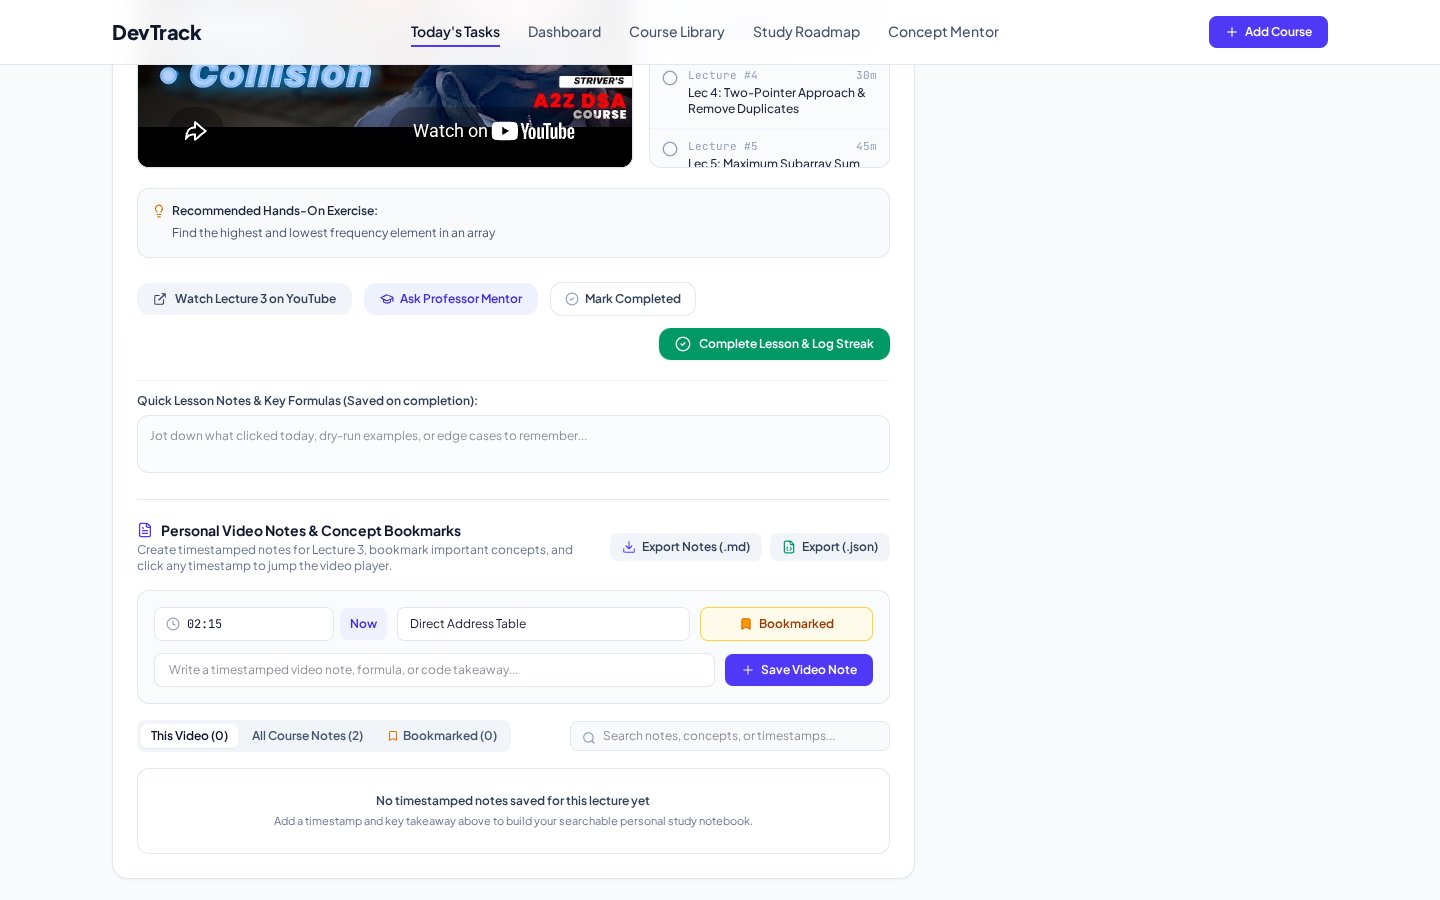 DevTrack
Today's Tasks
Dashboard
Course Library
Study Roadmap
Concept Mentor
Add Course
• Collision
STRIVER'S
A2Z DSA
COURSE
Watch on YouTube
Lecture #4
30m
Lec 4: Two-Pointer Approach &
Remove Duplicates
Lecture #5
45m
Lec 5: Maximum Subarray Sum
Recommended Hands-On Exercise:
Find the highest and lowest frequency element in an array
Watch Lecture 3 on YouTube
Ask Professor Mentor
Mark Completed
Complete Lesson & Log Streak
Quick Lesson Notes & Key Formulas (Saved on completion):
Jot down what clicked today, dry-run examples, or edge cases to remember...
Personal Video Notes & Concept Bookmarks
Create timestamped notes for Lecture 3, bookmark important concepts, and
click any timestamp to jump the video player.
Export Notes (.md)
Export (.json)
02:15
Now
Direct Address Table
Bookmarked
Write a timestamped video note, formula, or code takeaway...
Save Video Note
This Video (0)
All Course Notes (2)
Bookmarked (0)
Search notes, concepts, or timestamps...
No timestamped notes saved for this lecture yet
Add a timestamp and key takeaway above to build your searchable personal study notebook.